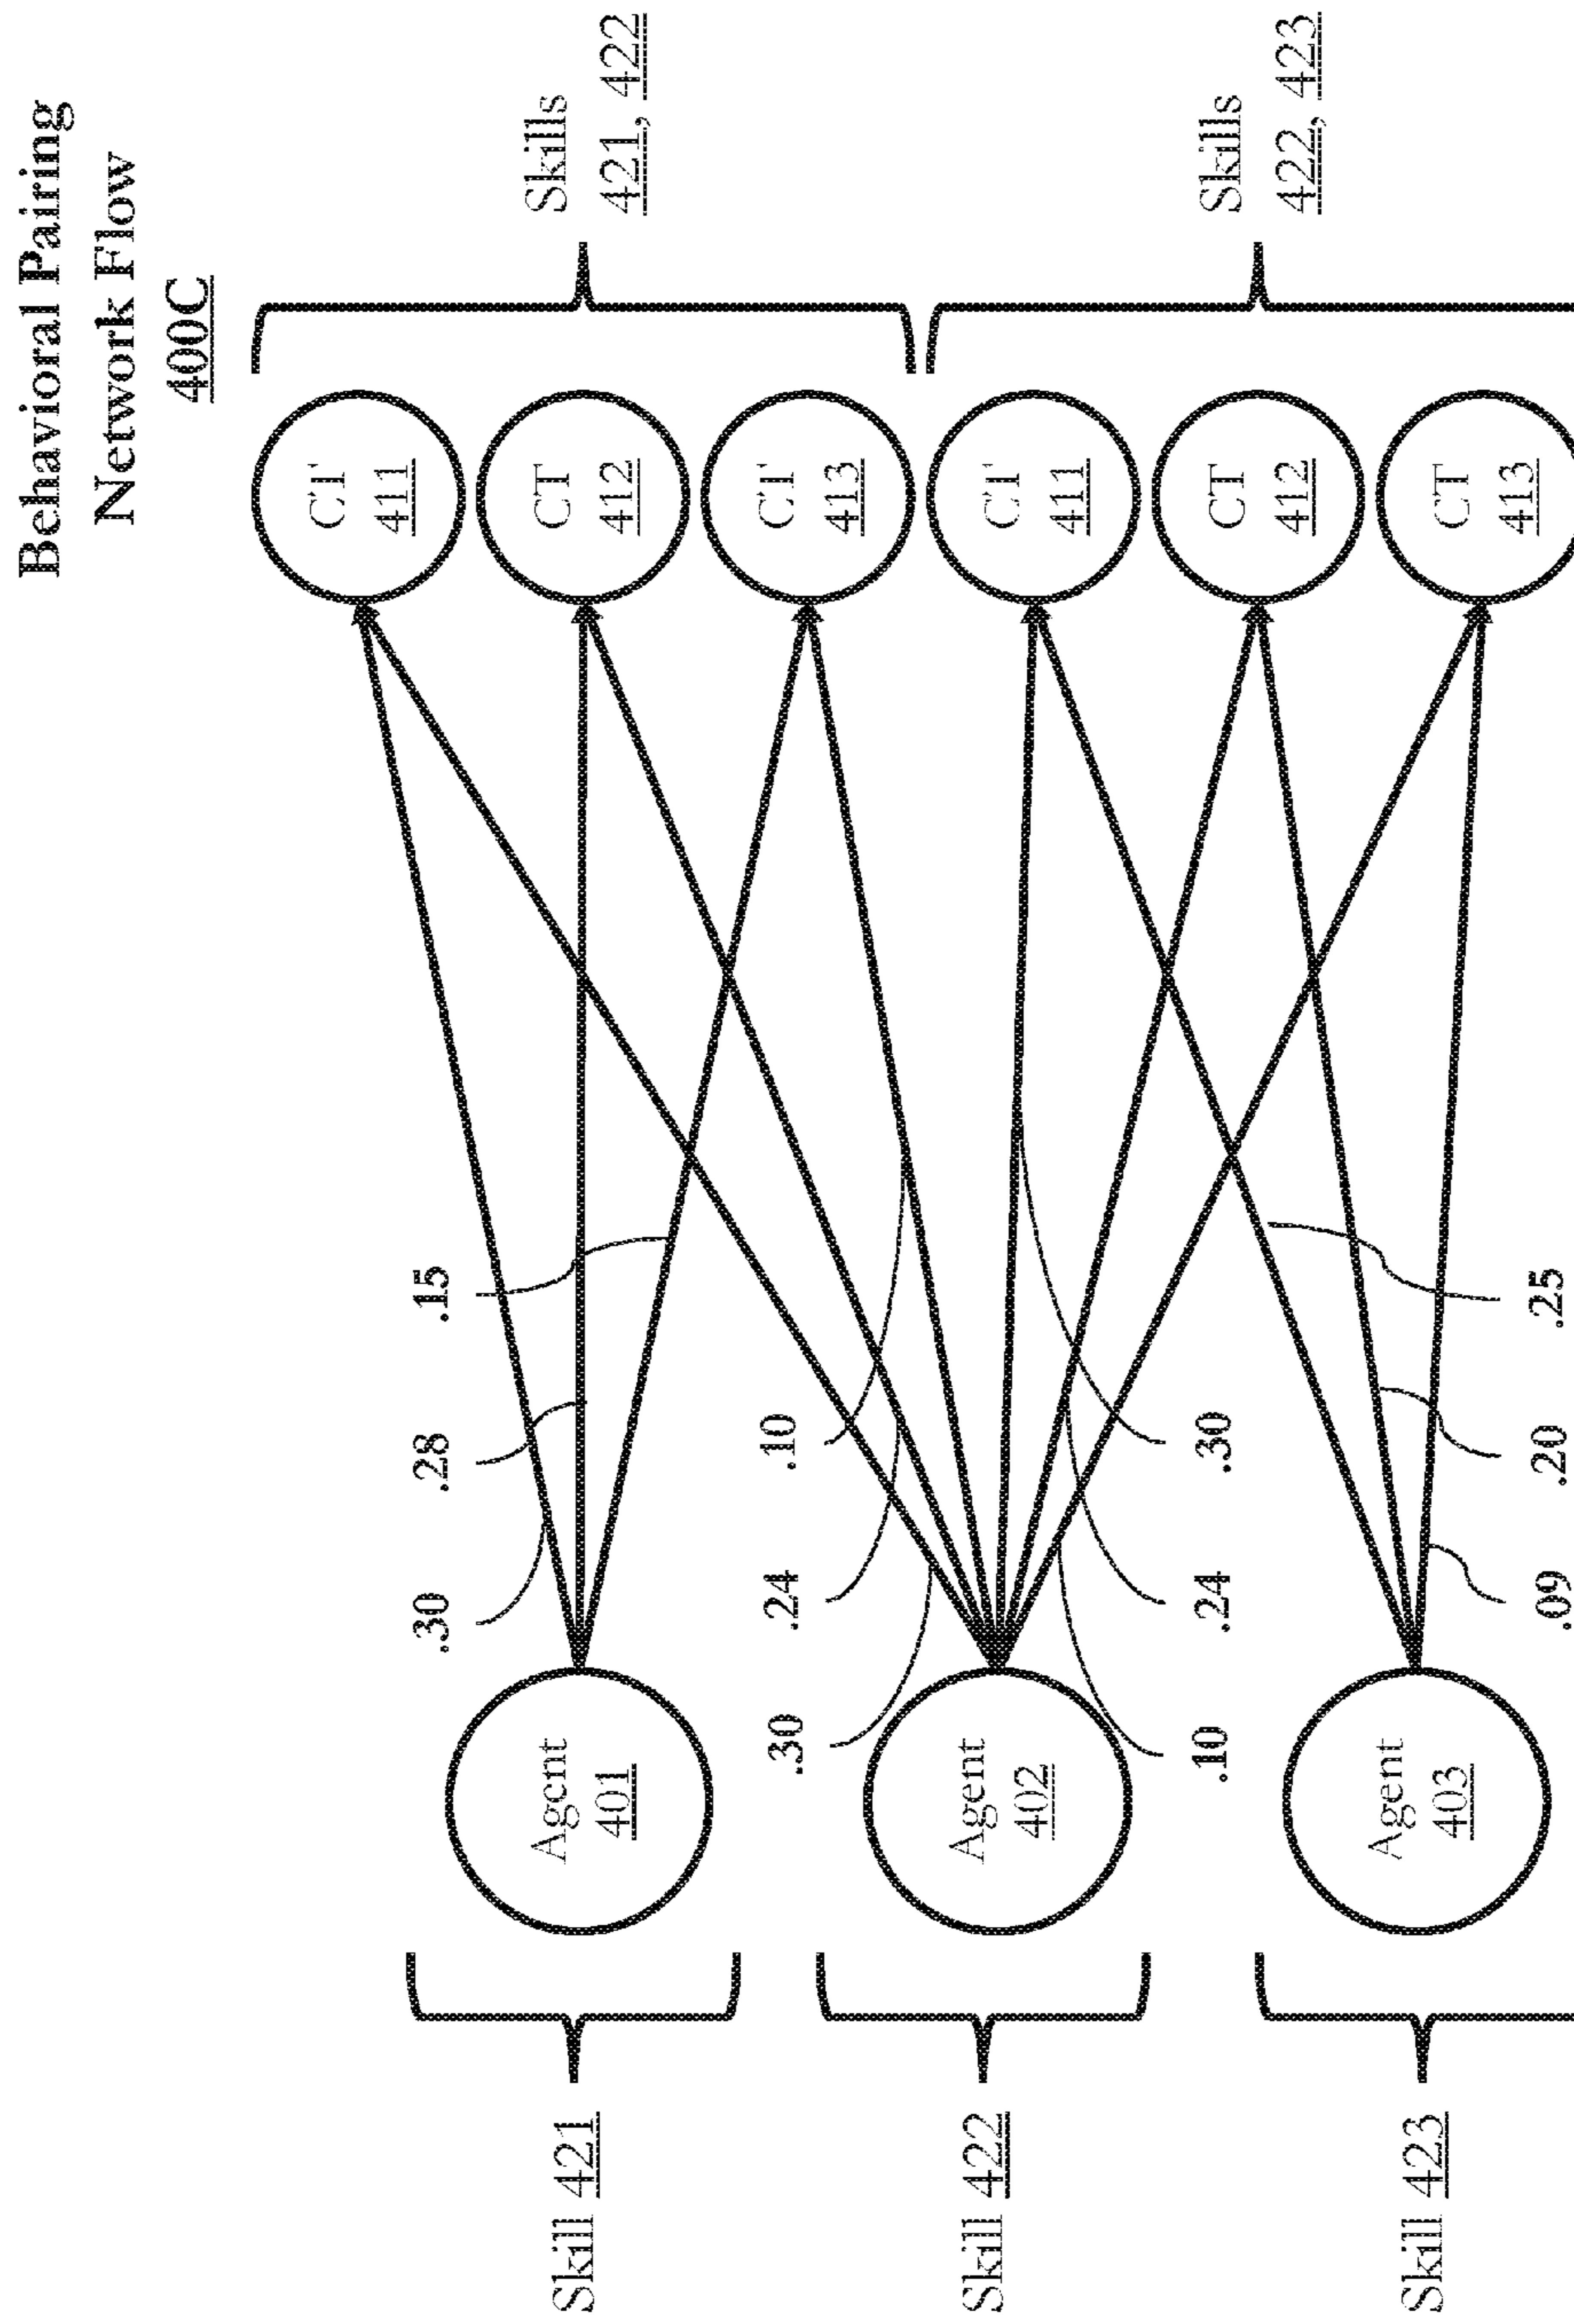 Behavioral Pairing
Network Flow
400C
Skill 421
Agent
401
.30
.28
.15
CT
411
CT
412
CT
413
Skills
421, 422
Skill 422
Agent
402
.30
.24
.10
.10
.24
.30
CT
411
CT
412
CT
413
Skills
422, 423
Skill 423
Agent
403
.09
.20
.25